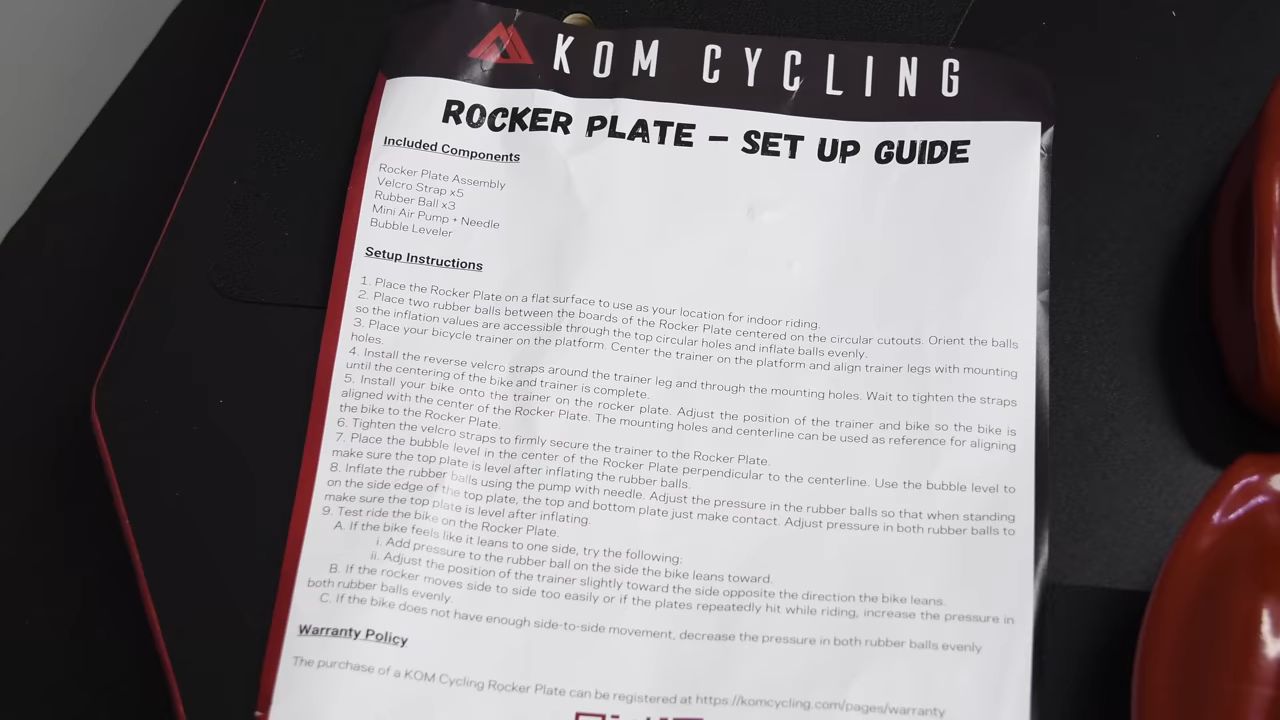 KOM CYCLING
ROCKER PLATE – SET UP GUIDE
Included Components
Rocker Plate Assembly
Velcro Strap x5
Rubber Ball x3
Mini Air Pump + Needle
Bubble Leveler
Setup Instructions
1. Place the Rocker Plate on a flat surface to use as your location for indoor riding.
2. Place two rubber balls between the boards of the Rocker Plate centered on the circular cutouts. Orient the balls
so the inflation values are accessible through the top circular holes and inflate balls evenly.
3. Place your bicycle trainer on the platform. Center the trainer on the platform and align trainer legs with mounting
holes.
4. Install the reverse velcro straps around the trainer leg and through the mounting holes. Wait to tighten the straps
until the centering of the bike and trainer is complete.
5. Install your bike onto the trainer on the rocker plate. Adjust the position of the trainer and bike so the bike is
aligned with the center of the Rocker Plate. The mounting holes and centerline can be used as reference for aligning
the bike to the Rocker Plate.
6. Tighten the velcro straps to firmly secure the trainer to the Rocker Plate.
7. Place the bubble level in the center of the Rocker Plate perpendicular to the centerline. Use the bubble level to
make sure the top plate is level after inflating the rubber balls.
8. Inflate the rubber balls using the pump with needle. Adjust the pressure in the rubber balls so that when standing
on the side edge of the top plate, the top and bottom plate just make contact. Adjust pressure in both rubber balls to
make sure the top plate is level after inflating.
9. Test ride the bike on the Rocker Plate.
A. If the bike feels like it leans to one side, try the following:
i. Add pressure to the rubber ball on the side the bike leans toward.
ii. Adjust the position of the trainer slightly toward the side opposite the direction the bike leans.
B. If the rocker moves side to side too easily or if the plates repeatedly hit while riding, increase the pressure in
both rubber balls evenly.
C. If the bike does not have enough side-to-side movement, decrease the pressure in both rubber balls evenly
Warranty Policy
The purchase of a KOM Cycling Rocker Plate can be registered at https://komcycling.com/pages/warranty